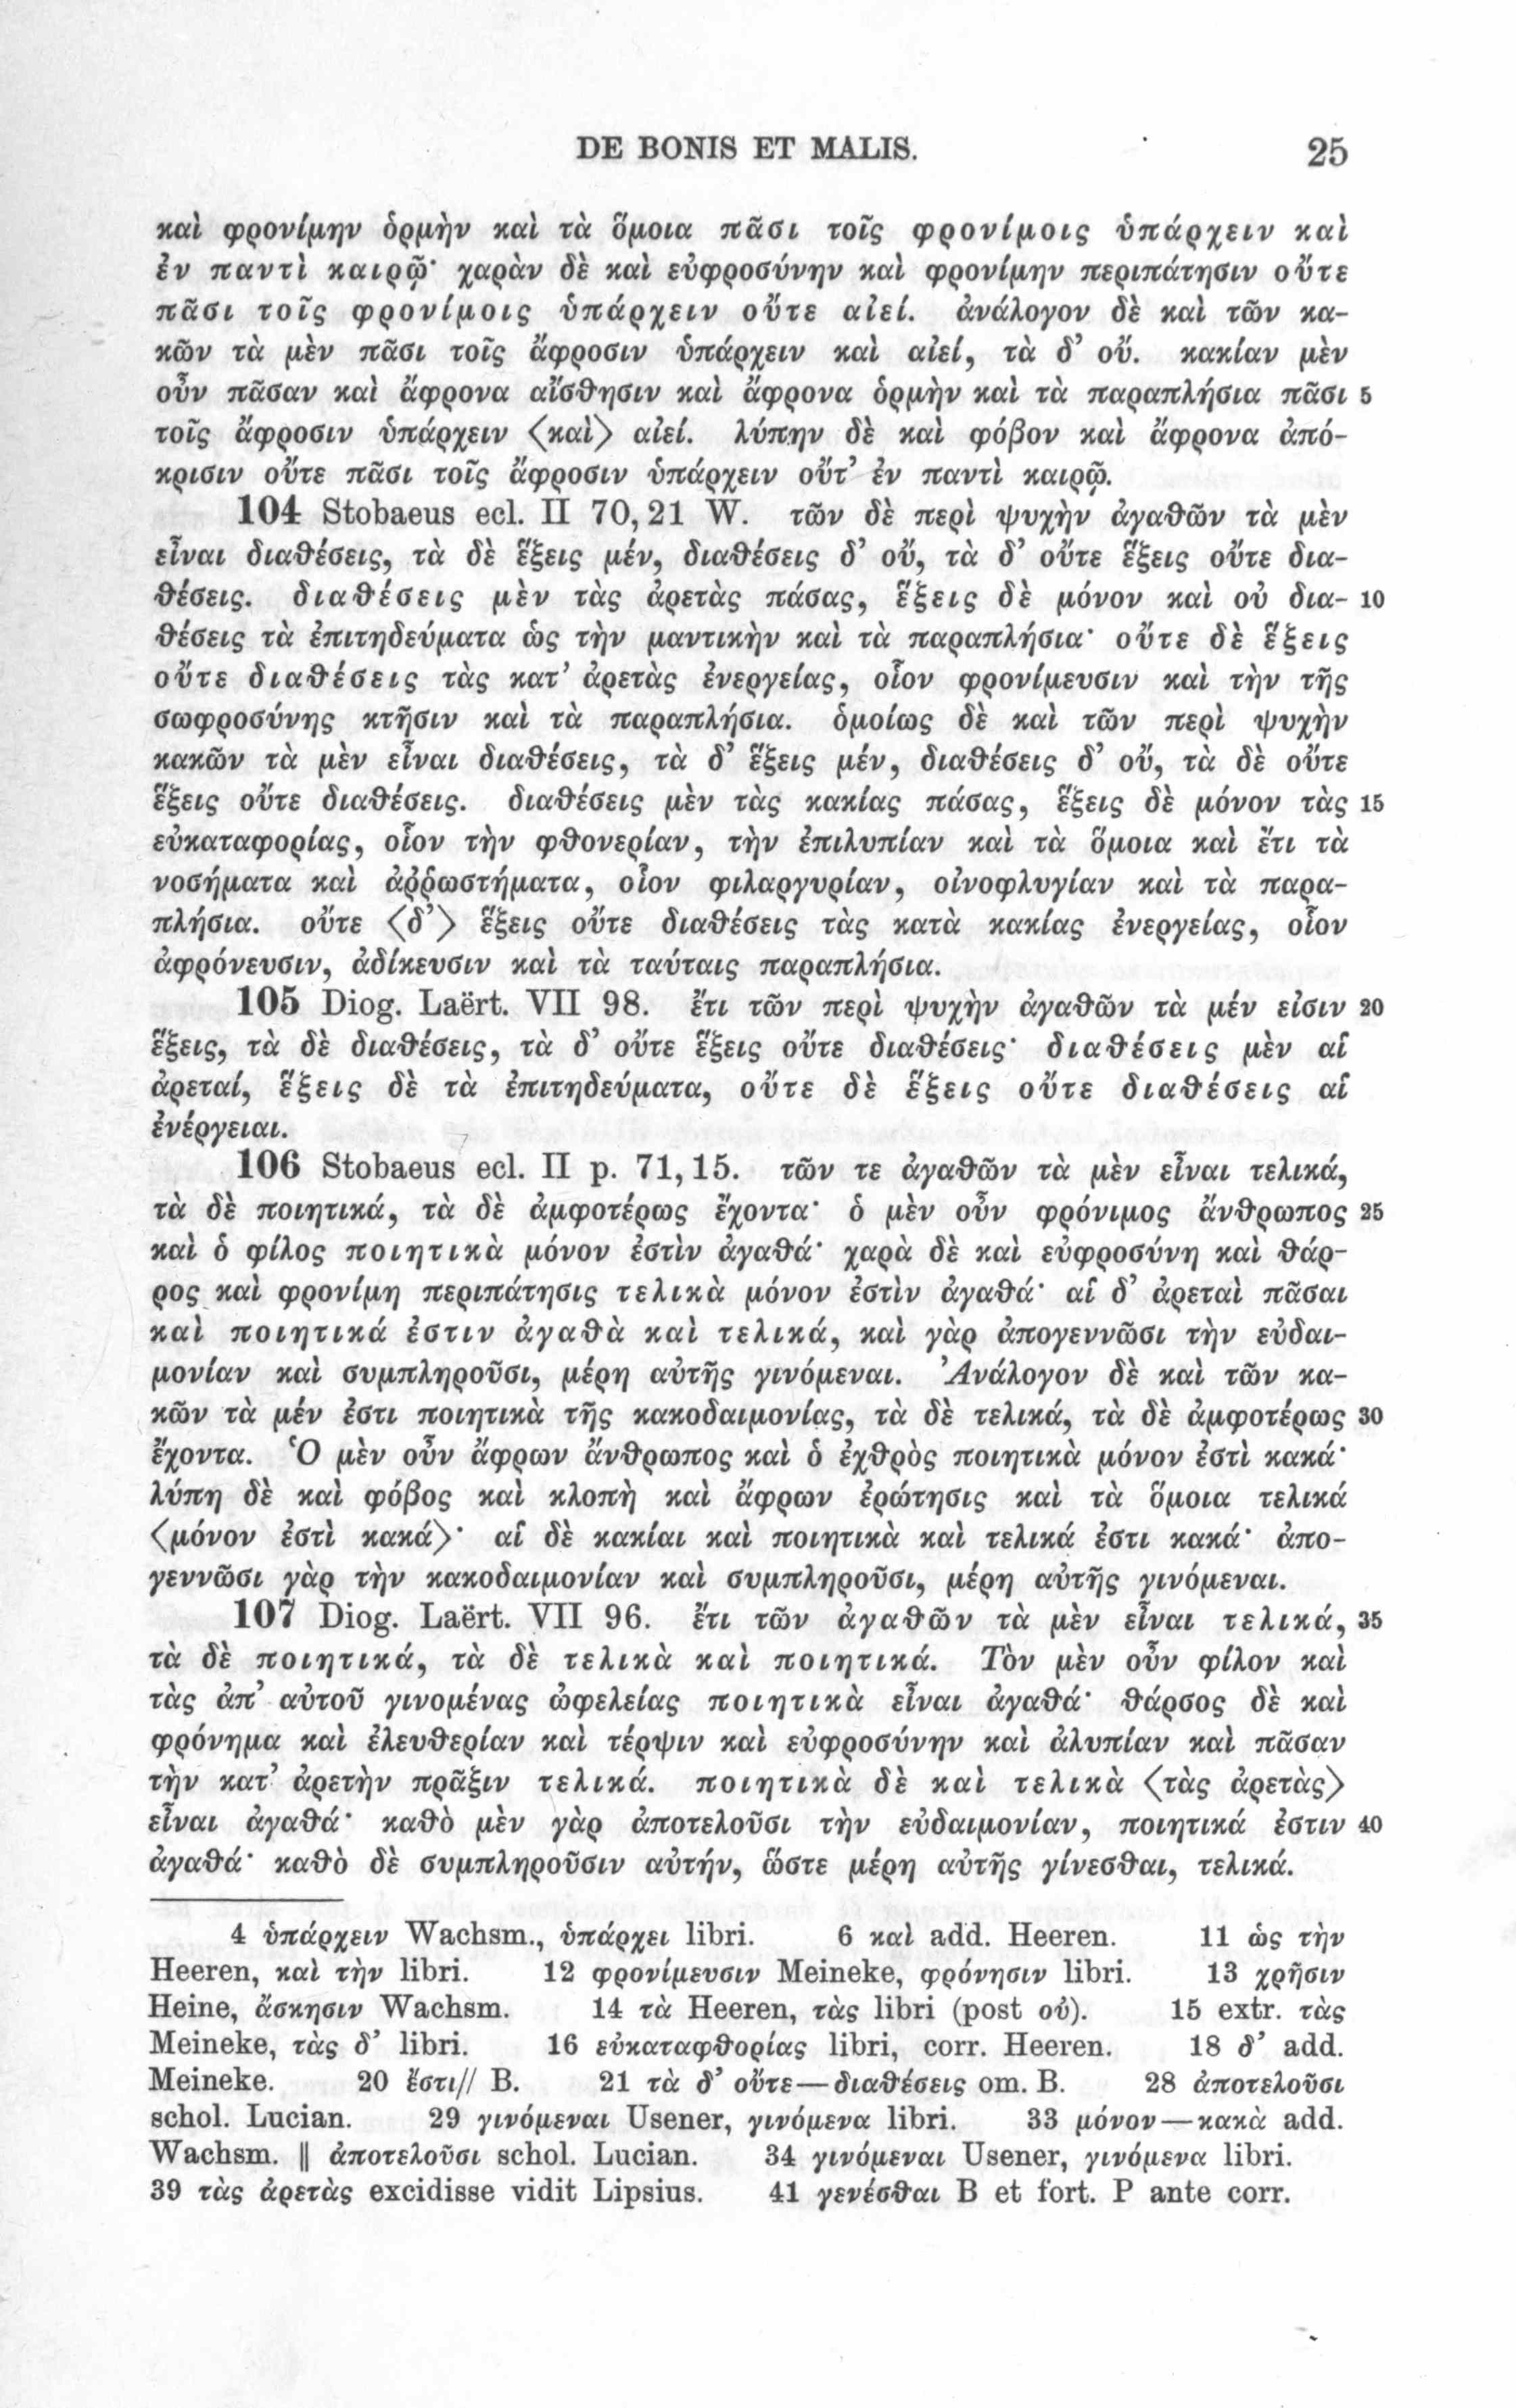 DE BONIS ET MALIS. 25
καὶ φρονίμην ὁρμὴν καὶ τὰ ὅμοια πᾶσι τοῖς φρονίμοις ὑπάρχειν καὶ
ἐν παντὶ καιρῷ· χαρὰν δὲ καὶ εὐφροσύνην καὶ φρονίμην περιπάτησιν οὔτε
πᾶσι τοῖς φρονίμοις ὑπάρχειν οὔτε αἰεί. ἀνάλογον δὲ καὶ τῶν κα-
κῶν τὰ μὲν πᾶσι τοῖς ἄφροσιν ὑπάρχειν καὶ αἰεί, τὰ δ’ οὔ. κακίαν μὲν
οὖν πᾶσαν καὶ ἄφρονα αἴσθησιν καὶ ἄφρονα ὁρμὴν καὶ τὰ παραπλήσια πᾶσι 5
τοῖς ἄφροσιν ὑπάρχειν 〈καὶ〉 αἰεί. λύπην δὲ καὶ φόβον καὶ ἄφρονα ἀπό-
κρισιν οὔτε πᾶσι τοῖς ἄφροσιν ὑπάρχειν οὔτ’ ἐν παντὶ καιρῷ.
104 Stobaeus ecl. II 70,21 W. τῶν δὲ περὶ ψυχὴν ἀγαθῶν τὰ μὲν
εἶναι διαθέσεις, τὰ δὲ ἕξεις μέν, διαθέσεις δ’ οὔ, τὰ δ’ οὔτε ἕξεις οὔτε δια-
θέσεις. διαθέσεις μὲν τὰς ἀρετὰς πάσας, ἕξεις δὲ μόνον καὶ οὐ δια- 10
θέσεις τὰ ἐπιτηδεύματα ὡς τὴν μαντικὴν καὶ τὰ παραπλήσια· οὔτε δὲ ἕξεις
οὔτε διαθέσεις τὰς κατ’ ἀρετὰς ἐνεργείας, οἷον φρονίμευσιν καὶ τὴν τῆς
σωφροσύνης κτῆσιν καὶ τὰ παραπλήσια. ὁμοίως δὲ καὶ τῶν περὶ ψυχὴν
κακῶν τὰ μὲν εἶναι διαθέσεις, τὰ δ’ ἕξεις μέν, διαθέσεις δ’ οὔ, τὰ δὲ οὔτε
ἕξεις οὔτε διαθέσεις. διαθέσεις μὲν τὰς κακίας πάσας, ἕξεις δὲ μόνον τὰς 15
εὐκαταφορίας, οἷον τὴν φθονερίαν, τὴν ἐπιλυπίαν καὶ τὰ ὅμοια καὶ ἔτι τὰ
νοσήματα καὶ ἀῤῥωστήματα, οἷον φιλαργυρίαν, οἰνοφλυγίαν καὶ τὰ παρα-
πλήσια. οὔτε 〈δ’〉 ἕξεις οὔτε διαθέσεις τὰς κατὰ κακίας ἐνεργείας, οἷον
ἀφρόνευσιν, ἀδίκευσιν καὶ τὰ ταύταις παραπλήσια.
105 Diog. Laërt. VII 98. ἔτι τῶν περὶ ψυχὴν ἀγαθῶν τὰ μέν εἰσιν 20
ἕξεις, τὰ δὲ διαθέσεις, τὰ δ’ οὔτε ἕξεις οὔτε διαθέσεις· διαθέσεις μὲν αἱ
ἀρεταί, ἕξεις δὲ τὰ ἐπιτηδεύματα, οὔτε δὲ ἕξεις οὔτε διαθέσεις αἱ
ἐνέργειαι.
106 Stobaeus ecl. II p. 71,15. τῶν τε ἀγαθῶν τὰ μὲν εἶναι τελικά,
τὰ δὲ ποιητικά, τὰ δὲ ἀμφοτέρως ἔχοντα· ὁ μὲν οὖν φρόνιμος ἄνθρωπος 25
καὶ ὁ φίλος ποιητικὰ μόνον ἐστὶν ἀγαθά· χαρὰ δὲ καὶ εὐφροσύνη καὶ θάρ-
ρος καὶ φρονίμη περιπάτησις τελικὰ μόνον ἐστὶν ἀγαθά· αἱ δ’ ἀρεταὶ πᾶσαι
καὶ ποιητικά ἐστιν ἀγαθὰ καὶ τελικά, καὶ γὰρ ἀπογεννῶσι τὴν εὐδαι-
μονίαν καὶ συμπληροῦσι, μέρη αὐτῆς γινόμεναι. Ἀνάλογον δὲ καὶ τῶν κα-
κῶν τὰ μέν ἐστι ποιητικὰ τῆς κακοδαιμονίας, τὰ δὲ τελικά, τὰ δὲ ἀμφοτέρως 30
ἔχοντα. Ὁ μὲν οὖν ἄφρων ἄνθρωπος καὶ ὁ ἐχθρὸς ποιητικὰ μόνον ἐστὶ κακά·
λύπη δὲ καὶ φόβος καὶ κλοπὴ καὶ ἄφρων ἐρώτησις καὶ τὰ ὅμοια τελικά
〈μόνον ἐστὶ κακά〉· αἱ δὲ κακίαι καὶ ποιητικὰ καὶ τελικά ἐστι κακά· ἀπο-
γεννῶσι γὰρ τὴν κακοδαιμονίαν καὶ συμπληροῦσι, μέρη αὐτῆς γινόμεναι.
107 Diog. Laërt. VII 96. ἔτι τῶν ἀγαθῶν τὰ μὲν εἶναι τελικά, 35
τὰ δὲ ποιητικά, τὰ δὲ τελικὰ καὶ ποιητικά. Τὸν μὲν οὖν φίλον καὶ
τὰς ἀπ’ αὐτοῦ γινομένας ὠφελείας ποιητικὰ εἶναι ἀγαθά· θάρσος δὲ καὶ
φρόνημα καὶ ἐλευθερίαν καὶ τέρψιν καὶ εὐφροσύνην καὶ ἀλυπίαν καὶ πᾶσαν
τὴν κατ’ ἀρετὴν πρᾶξιν τελικά. ποιητικὰ δὲ καὶ τελικὰ 〈τὰς ἀρετὰς〉
εἶναι ἀγαθά· καθὸ μὲν γὰρ ἀποτελοῦσι τὴν εὐδαιμονίαν, ποιητικά ἐστιν 40
ἀγαθά· καθὸ δὲ συμπληροῦσιν αὐτήν, ὥστε μέρη αὐτῆς γίνεσθαι, τελικά.
4 ὑπάρχειν Wachsm., ὑπάρχει libri. 6 καὶ add. Heeren. 11 ὡς τὴν
Heeren, καὶ τὴν libri. 12 φρονίμευσιν Meineke, φρόνησιν libri. 13 χρῆσιν
Heine, ἄσκησιν Wachsm. 14 τὰ Heeren, τὰς libri (post οὐ). 15 extr. τὰς
Meineke, τὰς δ’ libri. 16 εὐκαταφθορίας libri, corr. Heeren. 18 δ’ add.
Meineke. 20 ἔστι// B. 21 τὰ δ’ οὔτε—διαθέσεις om. B. 28 ἀποτελοῦσι
schol. Lucian. 29 γινόμεναι Usener, γινόμενα libri. 33 μόνον—κακὰ add.
Wachsm. || ἀποτελοῦσι schol. Lucian. 34 γινόμεναι Usener, γινόμενα libri.
39 τὰς ἀρετὰς excidisse vidit Lipsius. 41 γενέσθαι B et fort. P ante corr.